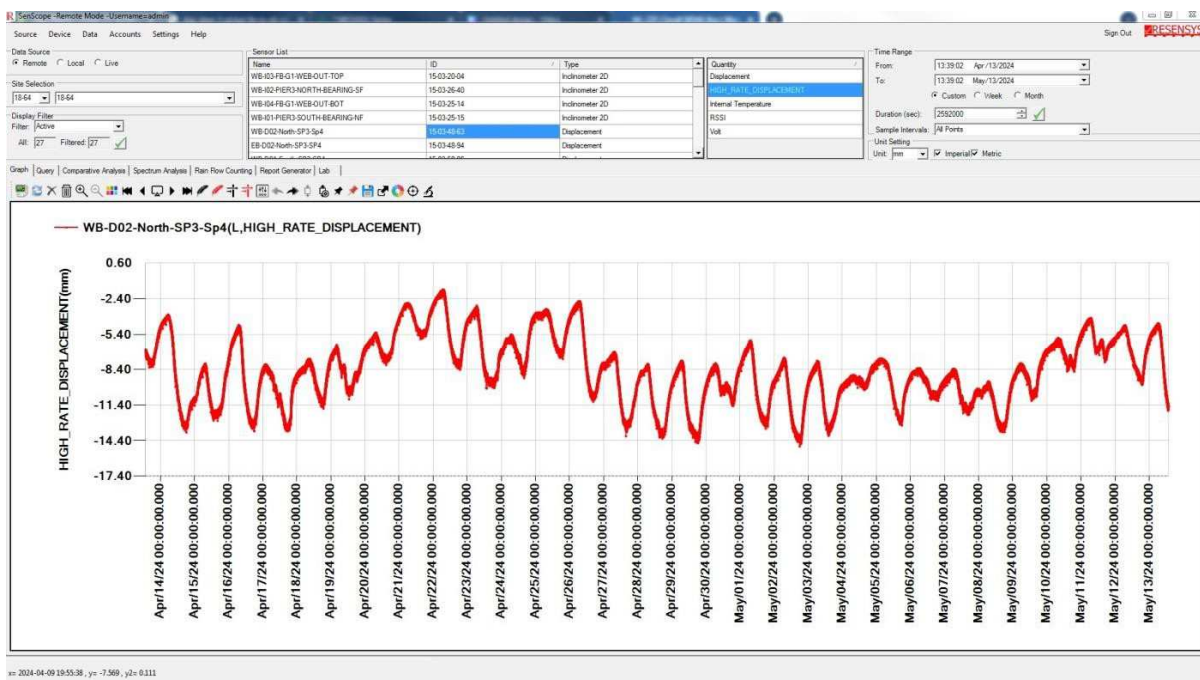 SenScope -Remote Mode -Username=admin
Source Device Data Accounts Settings Help
Sign Out RESENSYS
Data Source
Remote Local Live
Site Selection
18-64 18-64
Display Filter
Filter: Active
All: 27 Filtered: 27
Sensor List
Name ID Type
WB-I03-FB-G1-WEB-OUT-TOP 15-03-20-04 Inclinometer 2D
WB-I02-PIER3-NORTH-BEARING-SF 15-03-26-40 Inclinometer 2D
WB-I04-FB-G1-WEB-OUT-BOT 15-03-25-14 Inclinometer 2D
WB-I01-PIER3-SOUTH-BEARING-NF 15-03-25-15 Inclinometer 2D
WB-D02-North-SP3-Sp4 15-03-48-63 Displacement
EB-D02-North-SP3-SP4 15-03-48-94 Displacement
Quantity
Displacement
HIGH_RATE_DISPLACEMENT
Internal Temperature
RSSI
Volt
Time Range
From: 13:39:02 Apr /13/2024
To: 13:39:02 May/13/2024
Custom Week Month
Duration (sec): 2592000
Sample Intervals: All Points
Unit Setting
Unit: mm Imperial Metric
Graph Query Comparative Analysis Spectrum Analysis Rain Flow Counting Report Generator Lab
WB-D02-North-SP3-Sp4(L,HIGH_RATE_DISPLACEMENT)
HIGH_RATE_DISPLACEMENT(mm)
0.60
-2.40
-5.40
-8.40
-11.40
-14.40
-17.40
Apr/14/24 00:00:00.000
Apr/15/24 00:00:00.000
Apr/16/24 00:00:00.000
Apr/17/24 00:00:00.000
Apr/18/24 00:00:00.000
Apr/19/24 00:00:00.000
Apr/20/24 00:00:00.000
Apr/21/24 00:00:00.000
Apr/22/24 00:00:00.000
Apr/23/24 00:00:00.000
Apr/24/24 00:00:00.000
Apr/25/24 00:00:00.000
Apr/26/24 00:00:00.000
Apr/27/24 00:00:00.000
Apr/28/24 00:00:00.000
Apr/29/24 00:00:00.000
Apr/30/24 00:00:00.000
May/01/24 00:00:00.000
May/02/24 00:00:00.000
May/03/24 00:00:00.000
May/04/24 00:00:00.000
May/05/24 00:00:00.000
May/06/24 00:00:00.000
May/07/24 00:00:00.000
May/08/24 00:00:00.000
May/09/24 00:00:00.000
May/10/24 00:00:00.000
May/11/24 00:00:00.000
May/12/24 00:00:00.000
May/13/24 00:00:00.000
x= 2024-04-09 19:55:38 , y= -7.569 , y2= 0.111